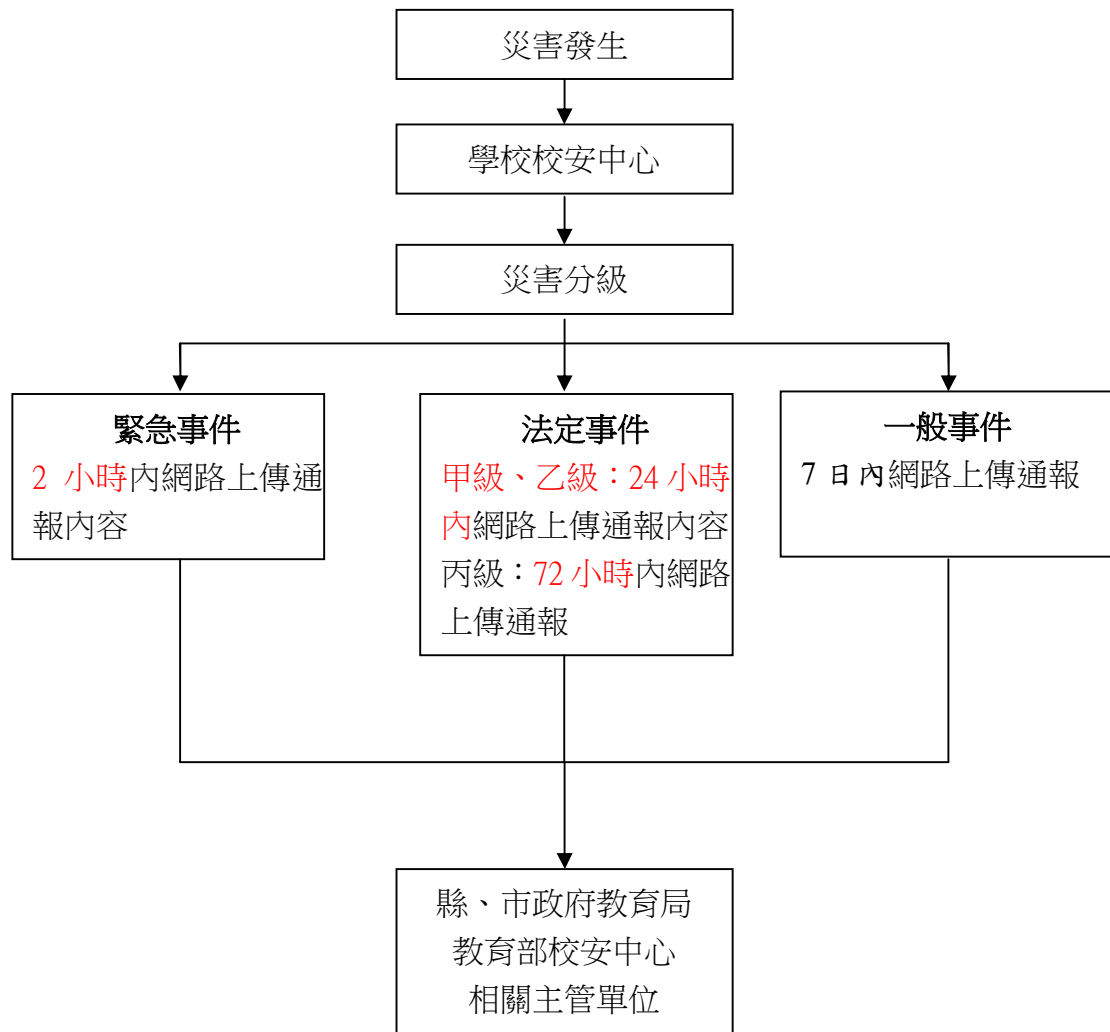 災害發生
學校校安中心
災害分級
緊急事件
2 小時內網路上傳通
報內容
法定事件
甲級、乙級：24 小時
內網路上傳通報內容
丙級：72 小時內網路
上傳通報
一般事件
7 日內網路上傳通報
縣、市政府教育局
教育部校安中心
相關主管單位